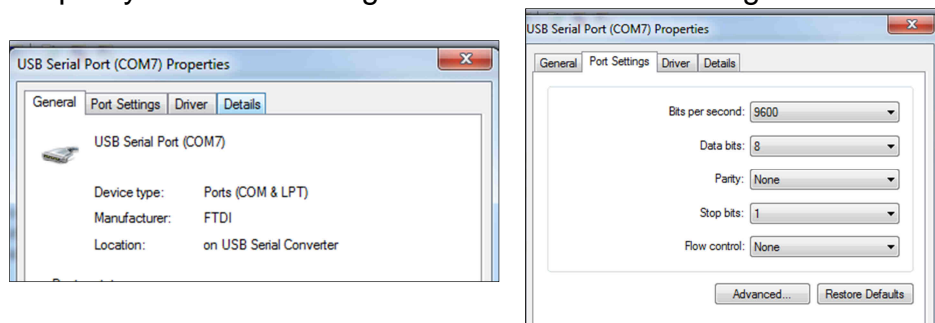 USB Serial Port (COM7) Properties
General Port Settings Driver Details
USB Serial Port (COM7)
Device type: Ports (COM & LPT)
Manufacturer: FTDI
Location: on USB Serial Converter
USB Serial Port (COM7) Properties
General Port Settings Driver Details
Bits per second: 9600
Data bits: 8
Parity: None
Stop bits: 1
Flow control: None
Advanced... Restore Defaults